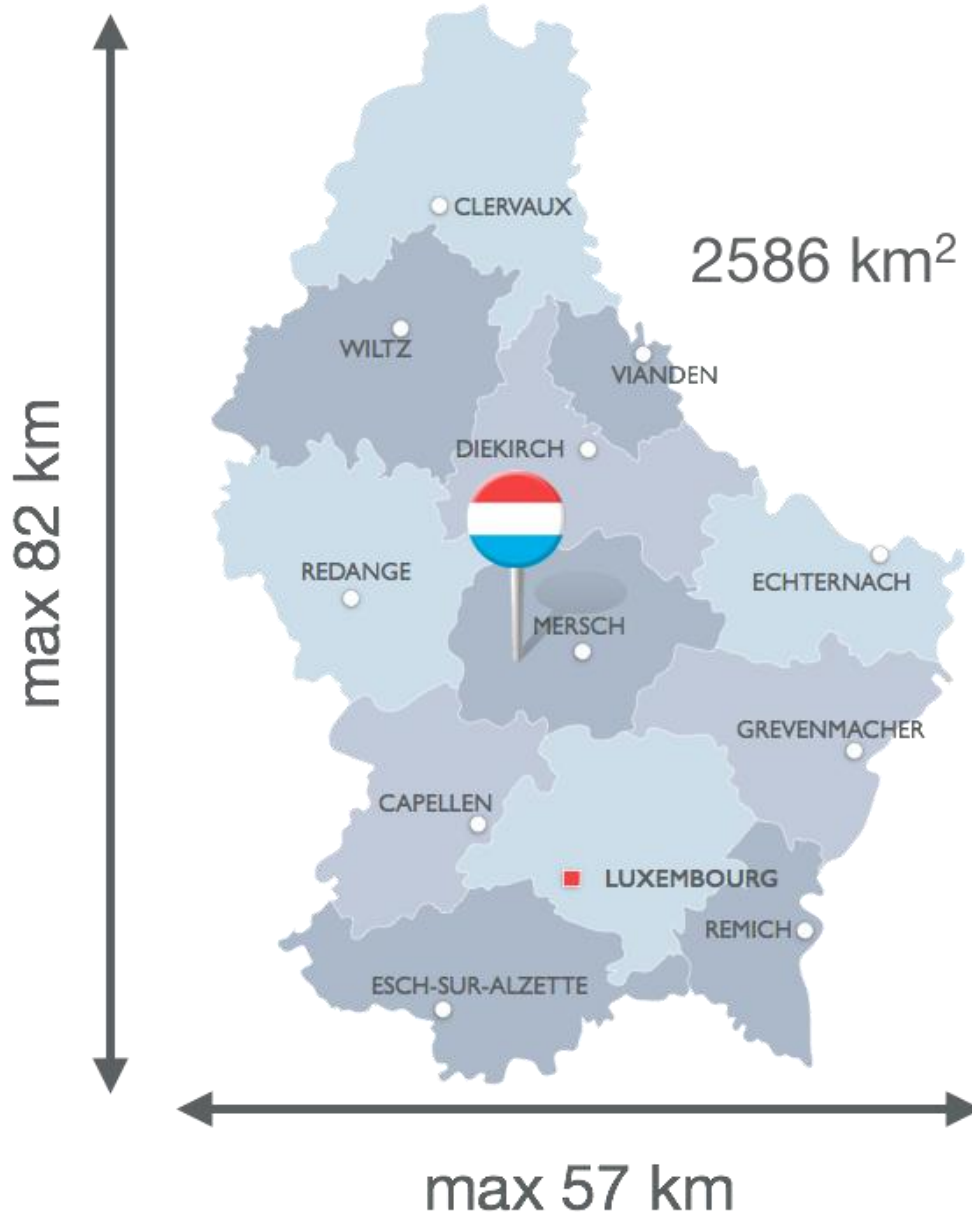 CLERVAUX
2586 km²
WILTZ
VIANDEN
max 82 km
DIEKIRCH
REDANGE
ECHTERNACH
MERSCH
GREVENMACHER
CAPELLEN
LUXEMBOURG
REMICH
ESCH-SUR-ALZETTE
max 57 km